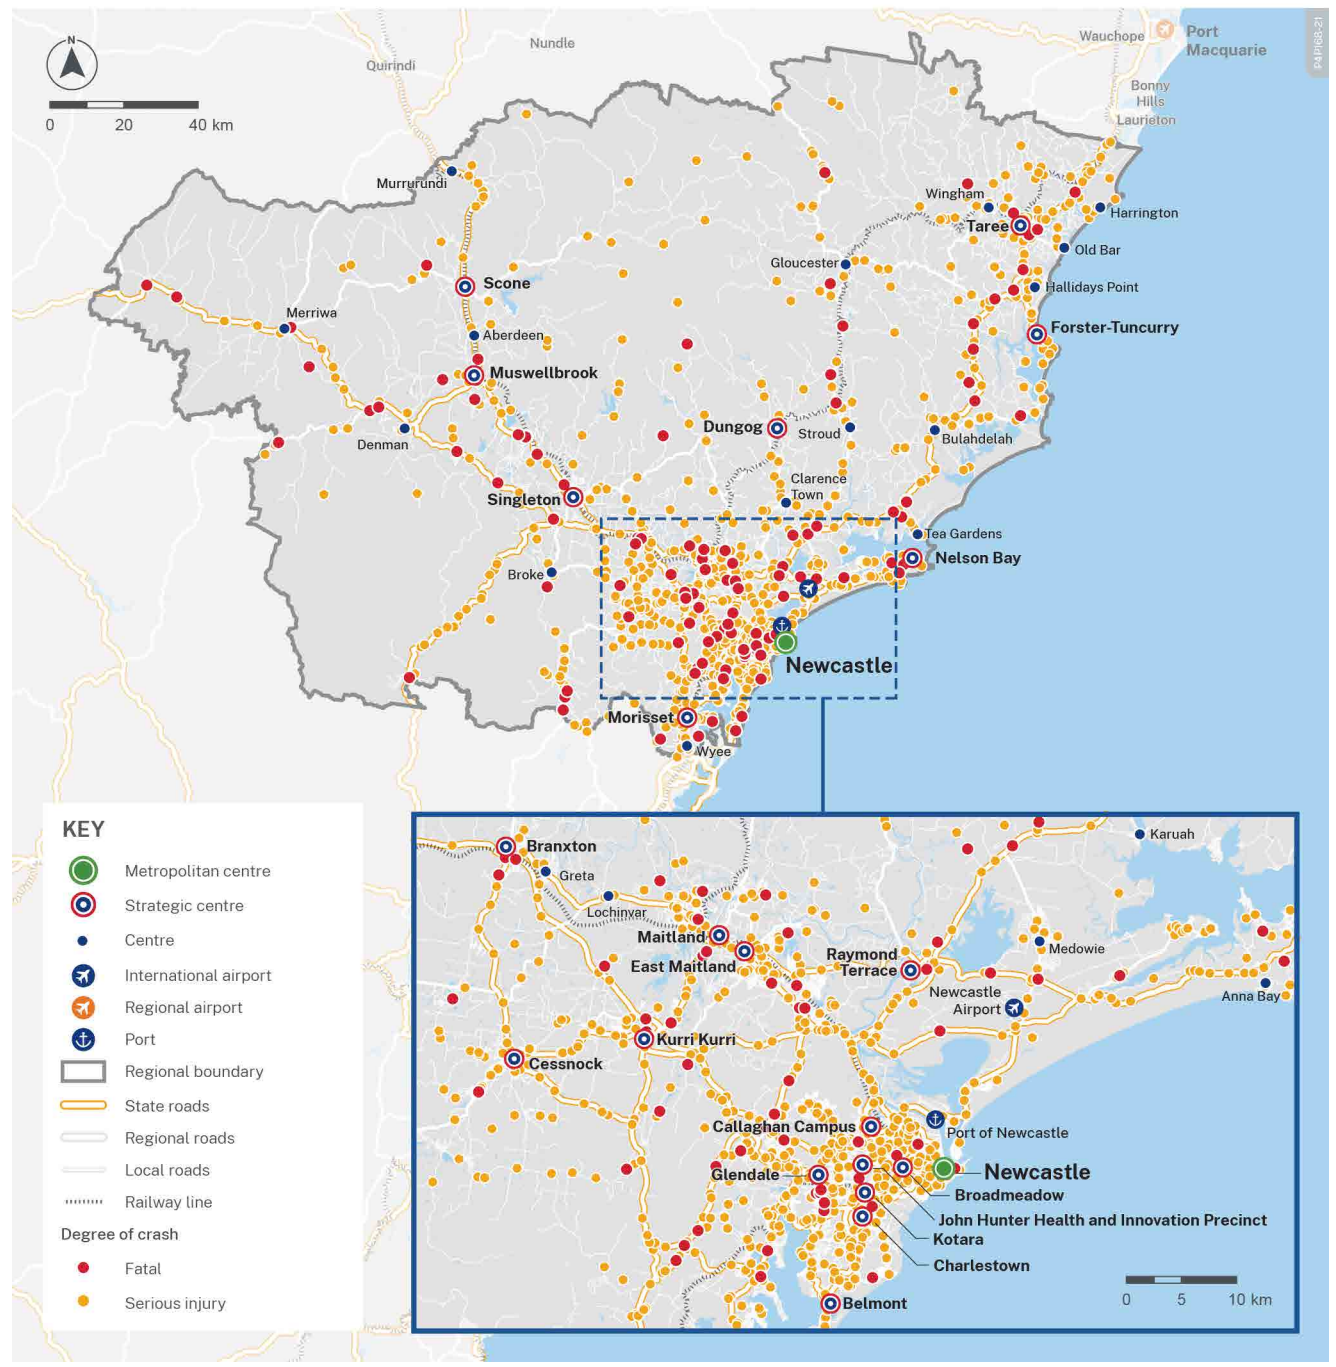 P4P168-21
N
0 20 40 km
Nundle
Quirindi
Wauchope
Port
Macquarie
Bonny
Hills
Laurieton
Murrurundi
Wingham
Harrington
Taree
Old Bar
Gloucester
Scone
Hallidays Point
Merriwa
Aberdeen
Forster-Tuncurry
Muswellbrook
Dungog
Stroud
Denman
Bulahdelah
Clarence
Town
Singleton
Tea Gardens
Nelson Bay
Broke
Newcastle
Morisset
Wyee
KEY
Metropolitan centre
Strategic centre
Centre
International airport
Regional airport
Port
Regional boundary
State roads
Regional roads
Local roads
Railway line
Degree of crash
Fatal
Serious injury
Branxton
Karuah
Greta
Lochinvar
Maitland
East Maitland
Raymond
Terrace
Medowie
Newcastle
Airport
Anna Bay
Kurri Kurri
Cessnock
Callaghan Campus
Port of Newcastle
Glendale
Newcastle
Broadmeadow
John Hunter Health and Innovation Precinct
Kotara
Charlestown
Belmont
0 5 10 km